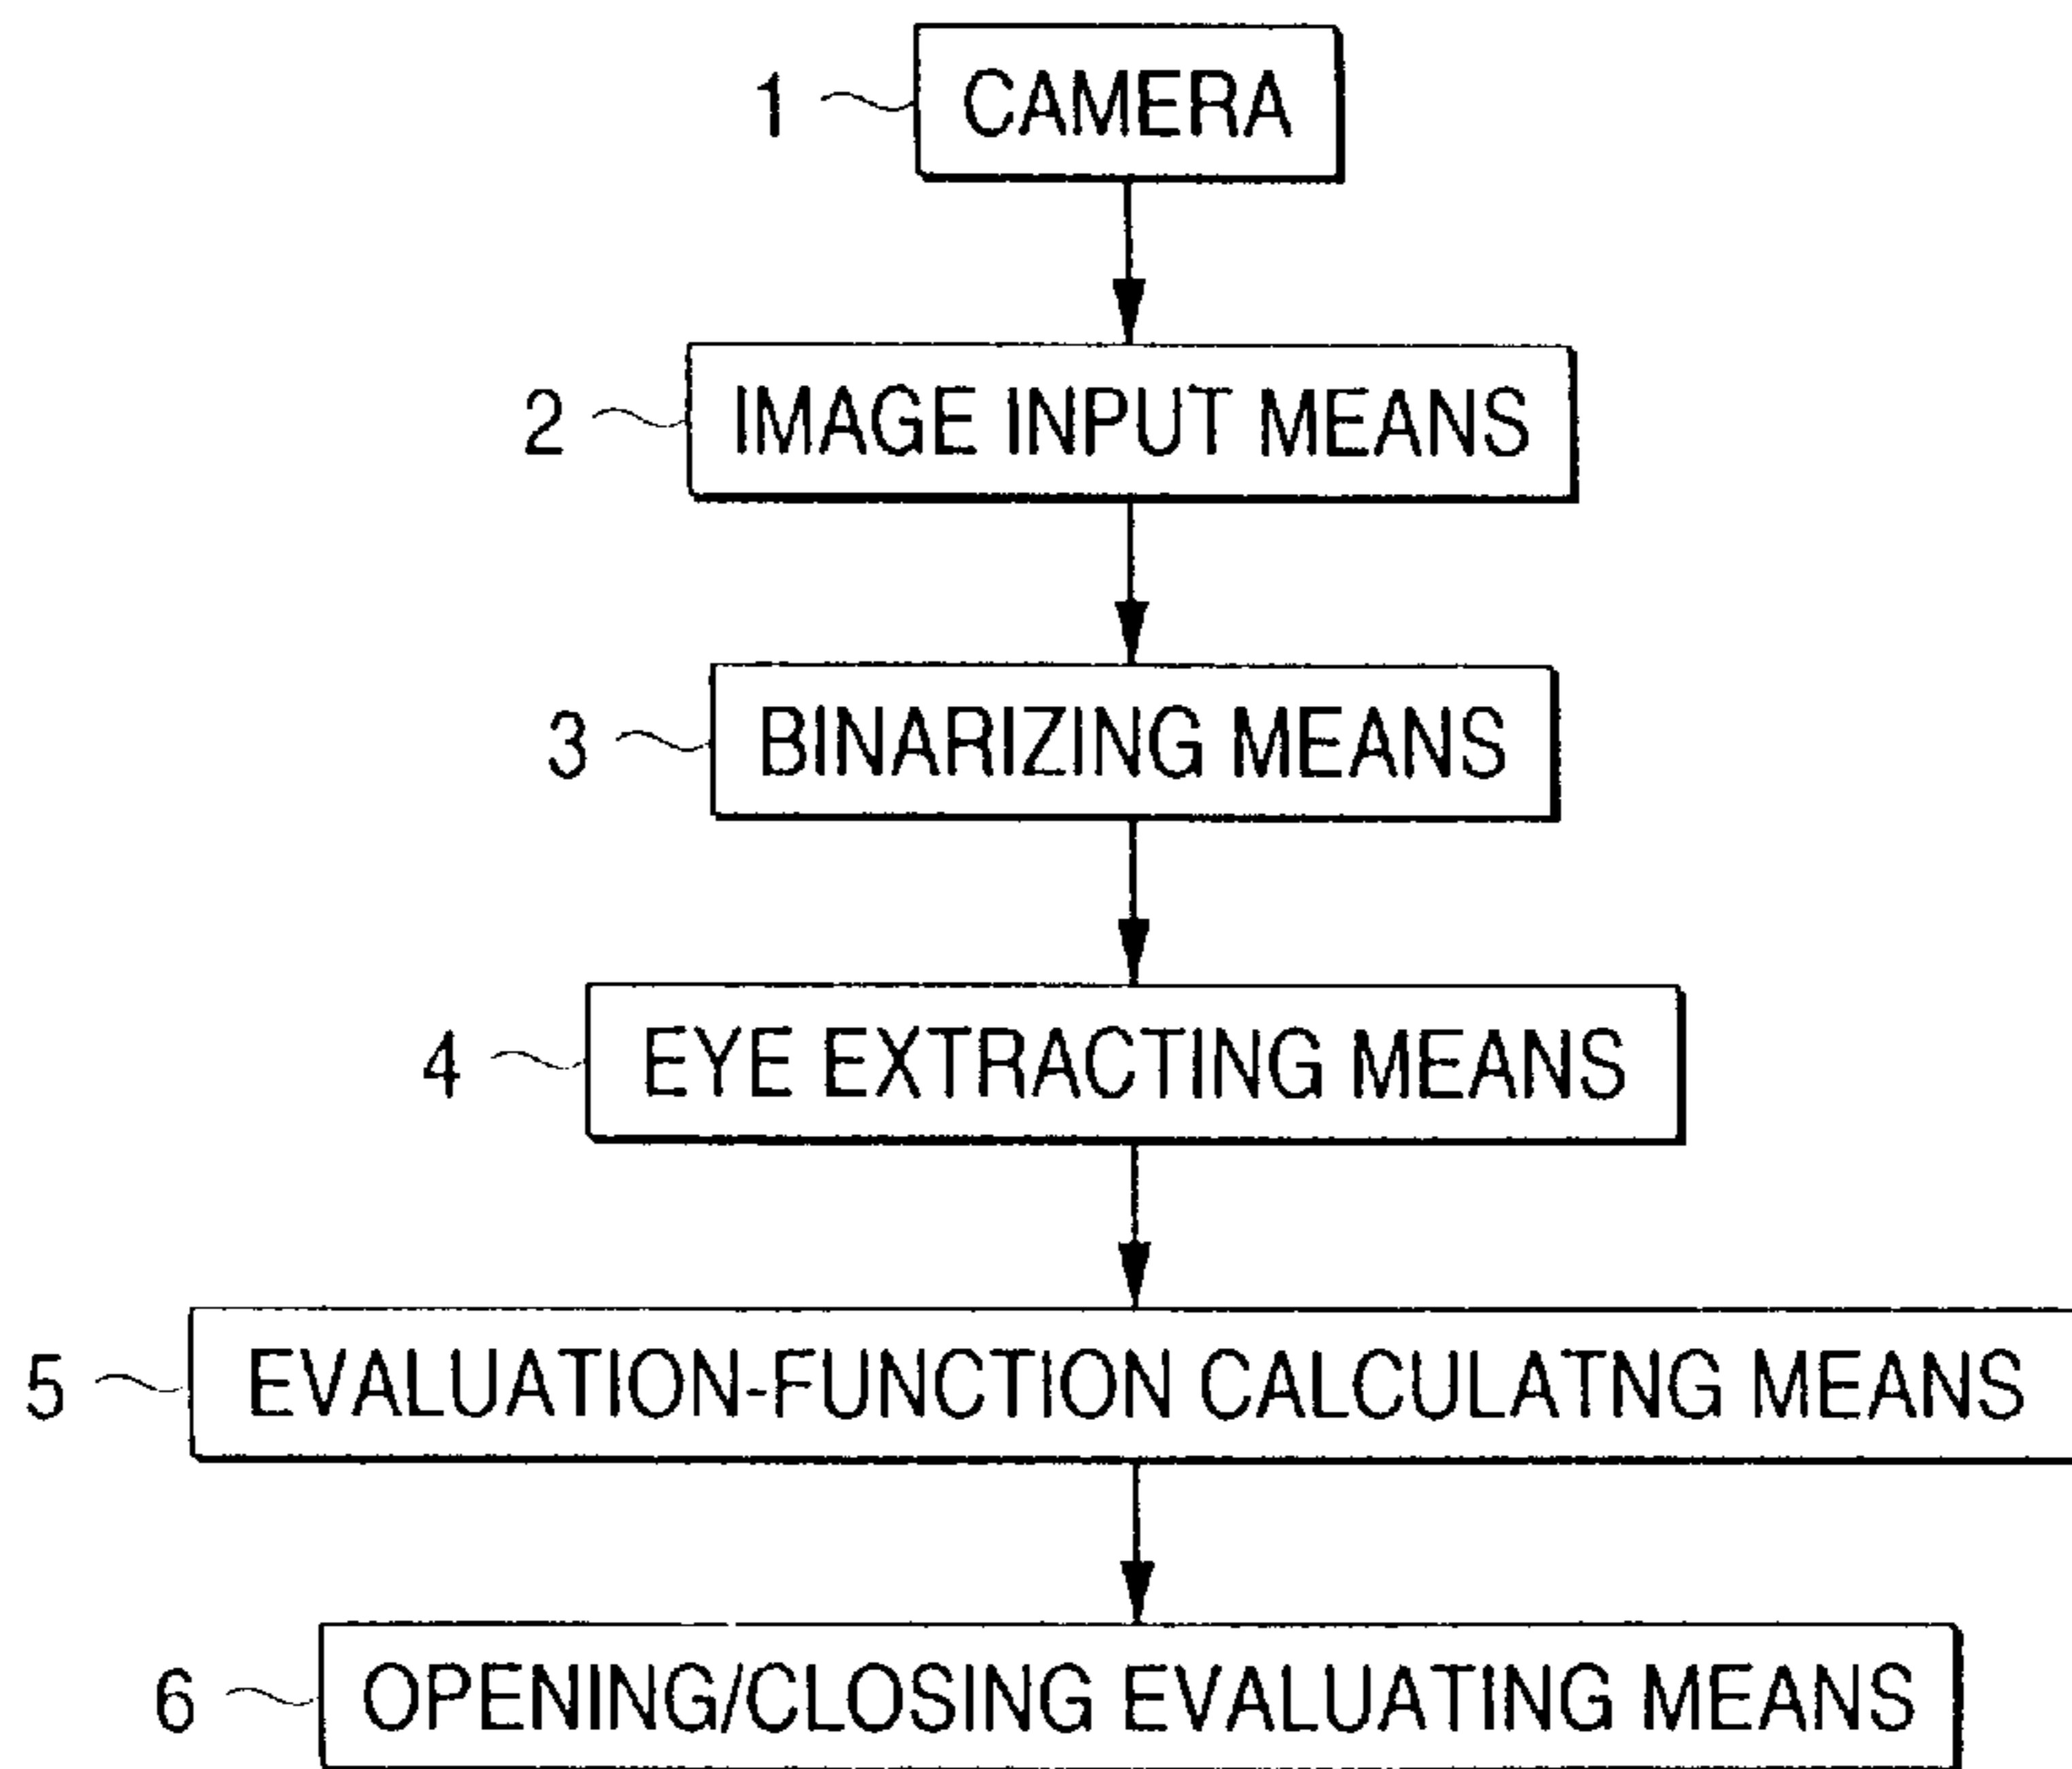 1 CAMERA
2 IMAGE INPUT MEANS
3 BINARIZING MEANS
4 EYE EXTRACTING MEANS
5 EVALUATION-FUNCTION CALCULATNG MEANS
6 OPENING/CLOSING EVALUATING MEANS